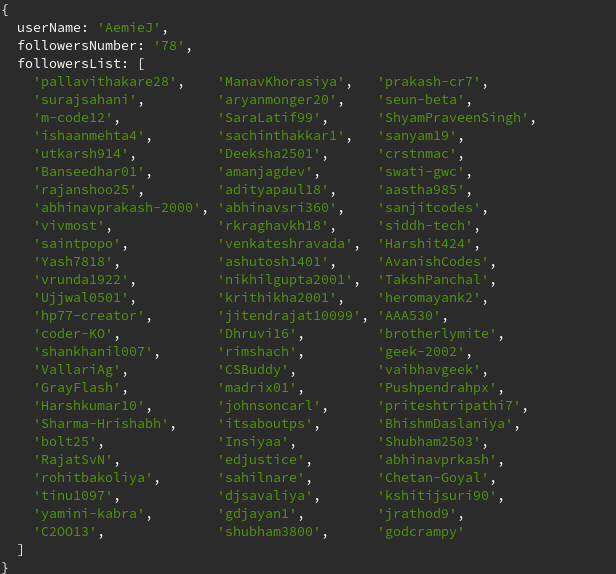 {
  userName: 'AemieJ',
  followersNumber: '78',
  followersList: [
    'pallavithakare28', 'ManavKhorasiya', 'prakash-cr7',
    'surajsahani', 'aryanmonger20', 'seun-beta',
    'm-code12', 'SaraLatif99', 'ShyamPraveenSingh',
    'ishaanmehta4', 'sachinthakkar1', 'sanyam19',
    'utkarsh914', 'Deeksha2501', 'crstnmac',
    'Banseedhar01', 'amanjagdev', 'swati-gwc',
    'rajanshoo25', 'adityapaul18', 'aastha985',
    'abhinavprakash-2000', 'abhinavsri360', 'sanjitcodes',
    'vivmost', 'rkraghavkh18', 'siddh-tech',
    'saintpopo', 'venkateshravada', 'Harshit424',
    'Yash7818', 'ashutosh1401', 'AvanishCodes',
    'vrunda1922', 'nikhilgupta2001', 'TakshPanchal',
    'Ujjwal0501', 'krithikha2001', 'heromayank2',
    'hp77-creator', 'jitendrajat10099', 'AAA530',
    'coder-KO', 'Dhruvi16', 'brotherlymite',
    'shankhanil007', 'rimshach', 'geek-2002',
    'VallariAg', 'CSBuddy', 'vaibhavgeek',
    'GrayFlash', 'madrix01', 'Pushpendrahpx',
    'Harshkumar10', 'johnsoncarl', 'priteshtripathi7',
    'Sharma-Hrishabh', 'itsaboutps', 'BhishmDaslaniya',
    'bolt25', 'Insiyaa', 'Shubham2503',
    'RajatSvN', 'edjustice', 'abhinavprkash',
    'rohitbakoliya', 'sahilnare', 'Chetan-Goyal',
    'tinu1097', 'djsavaliya', 'kshitijsuri90',
    'yamini-kabra', 'gdjayan1', 'jrathod9',
    'C2OO13', 'shubham3800', 'godcrampy'
  ]
}